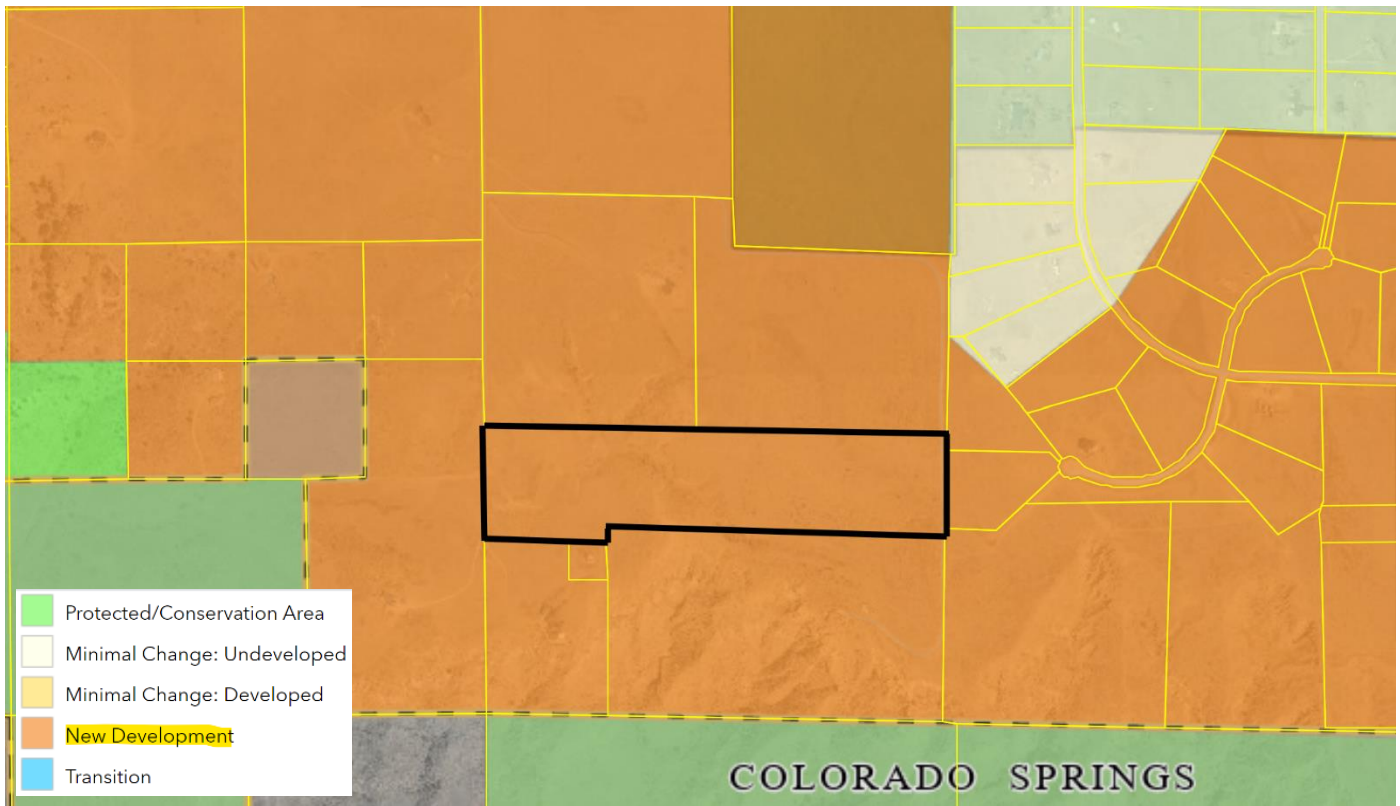 Protected/Conservation Area
Minimal Change: Undeveloped
Minimal Change: Developed
New Development
Transition
COLORADO SPRINGS